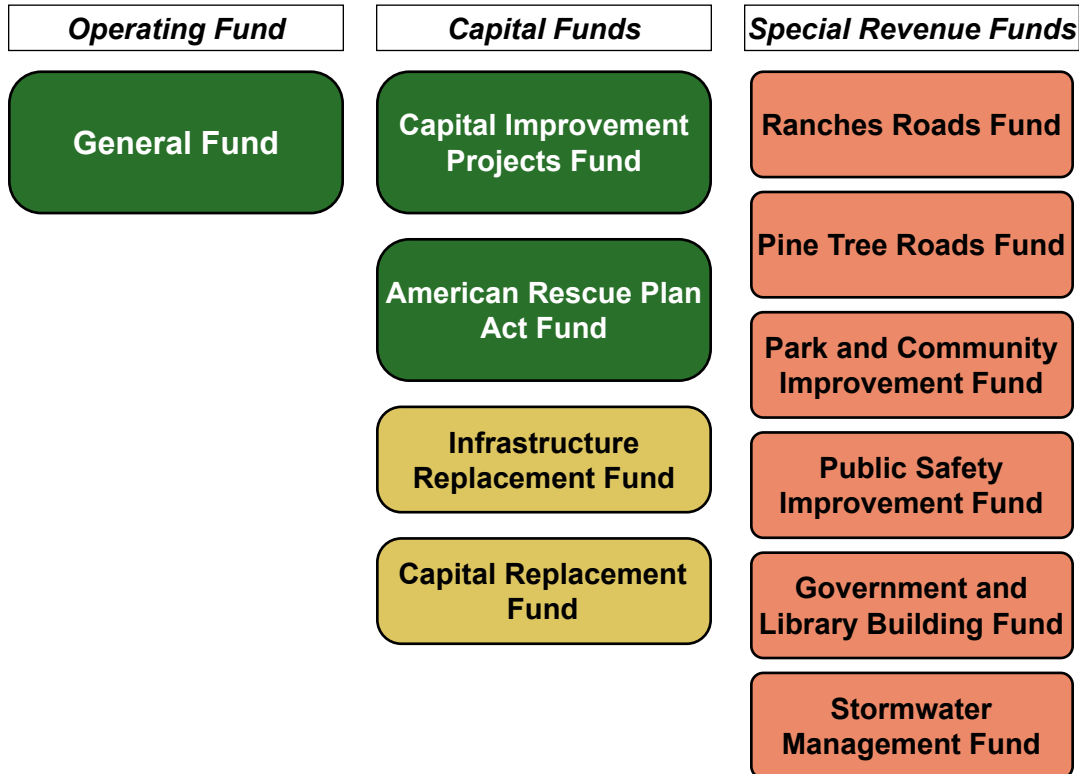 Operating Fund
General Fund
Capital Funds
Capital Improvement
Projects Fund
American Rescue Plan
Act Fund
Infrastructure
Replacement Fund
Capital Replacement
Fund
Special Revenue Funds
Ranches Roads Fund
Pine Tree Roads Fund
Park and Community
Improvement Fund
Public Safety
Improvement Fund
Government and
Library Building Fund
Stormwater
Management Fund